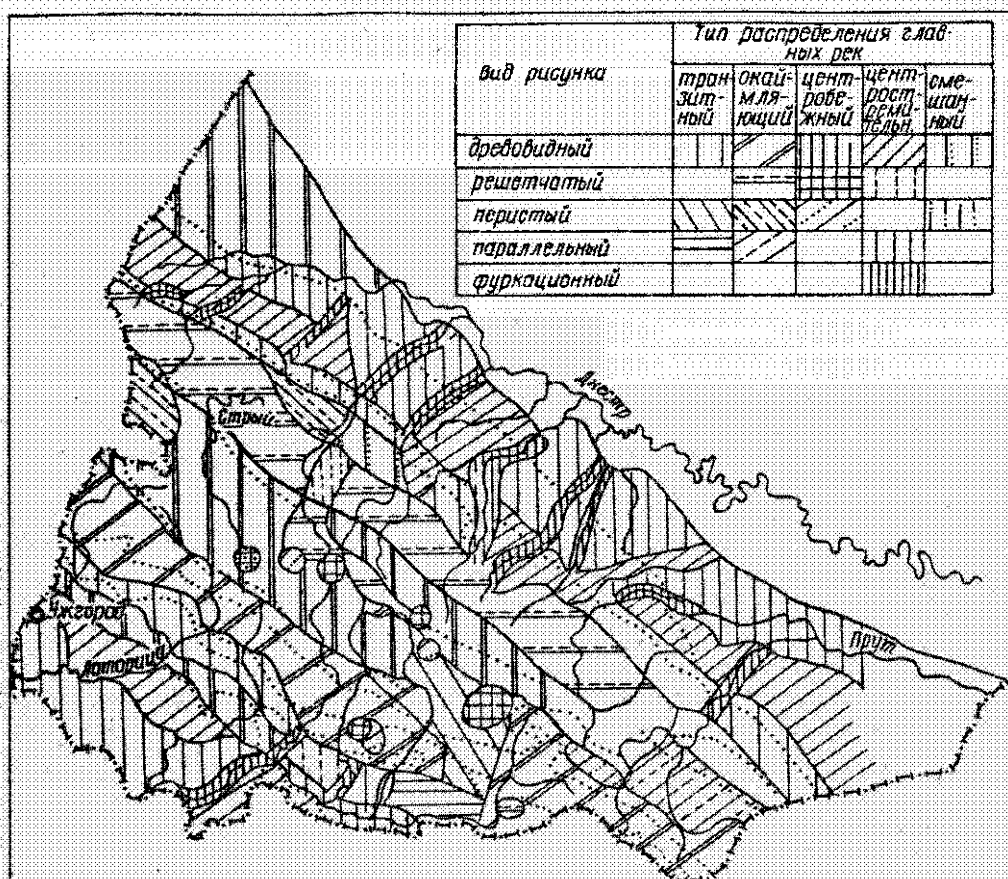 Вид рисунка
Тип распределения глав-
ных рек
тран-
зит-
ный
окай-
мля-
ющий
цент-
робе-
жный
цент-
рост-
реми-
тельн.
сме-
шан-
ный
древовидный
решетчатый
перистый
параллельный
фуркационный
Днестр
Стрый
Ужгород
Латорица
Прут